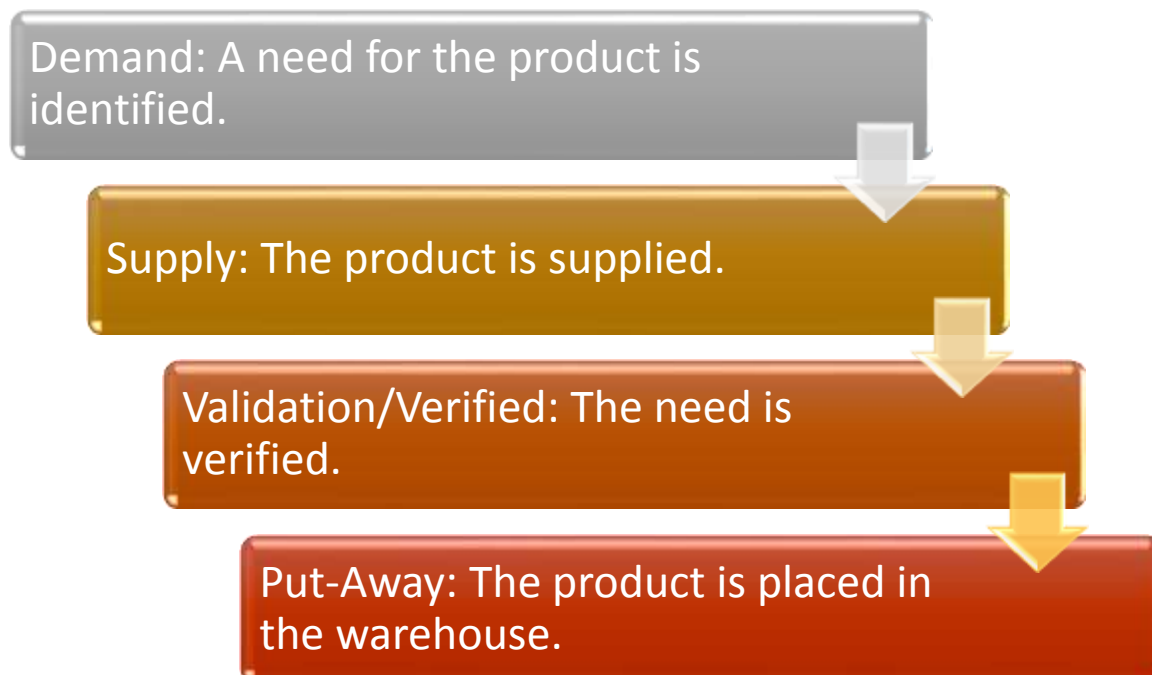 Demand: A need for the product is
identified.
Supply: The product is supplied.
Validation/Verified: The need is
verified.
Put-Away: The product is placed in
the warehouse.